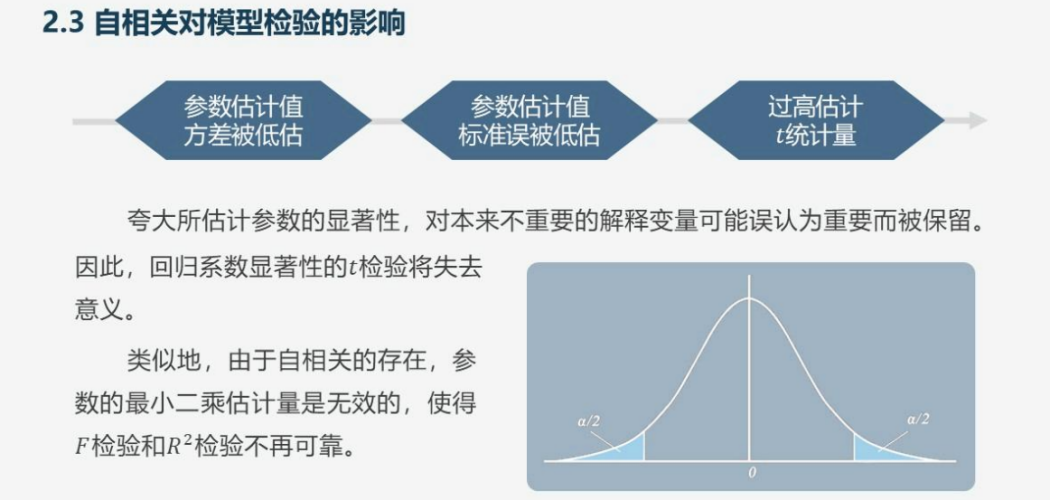 2.3 自相关对模型检验的影响
参数估计值
方差被低估
参数估计值
标准误被低估
过高估计
t统计量
夸大所估计参数的显著性，对本来不重要的解释变量可能误认为重要而被保留。
因此，回归系数显著性的t检验将失去
意义。
类似地，由于自相关的存在，参
数的最小二乘估计量是无效的，使得
F检验和R²检验不再可靠。
α/2
α/2
0